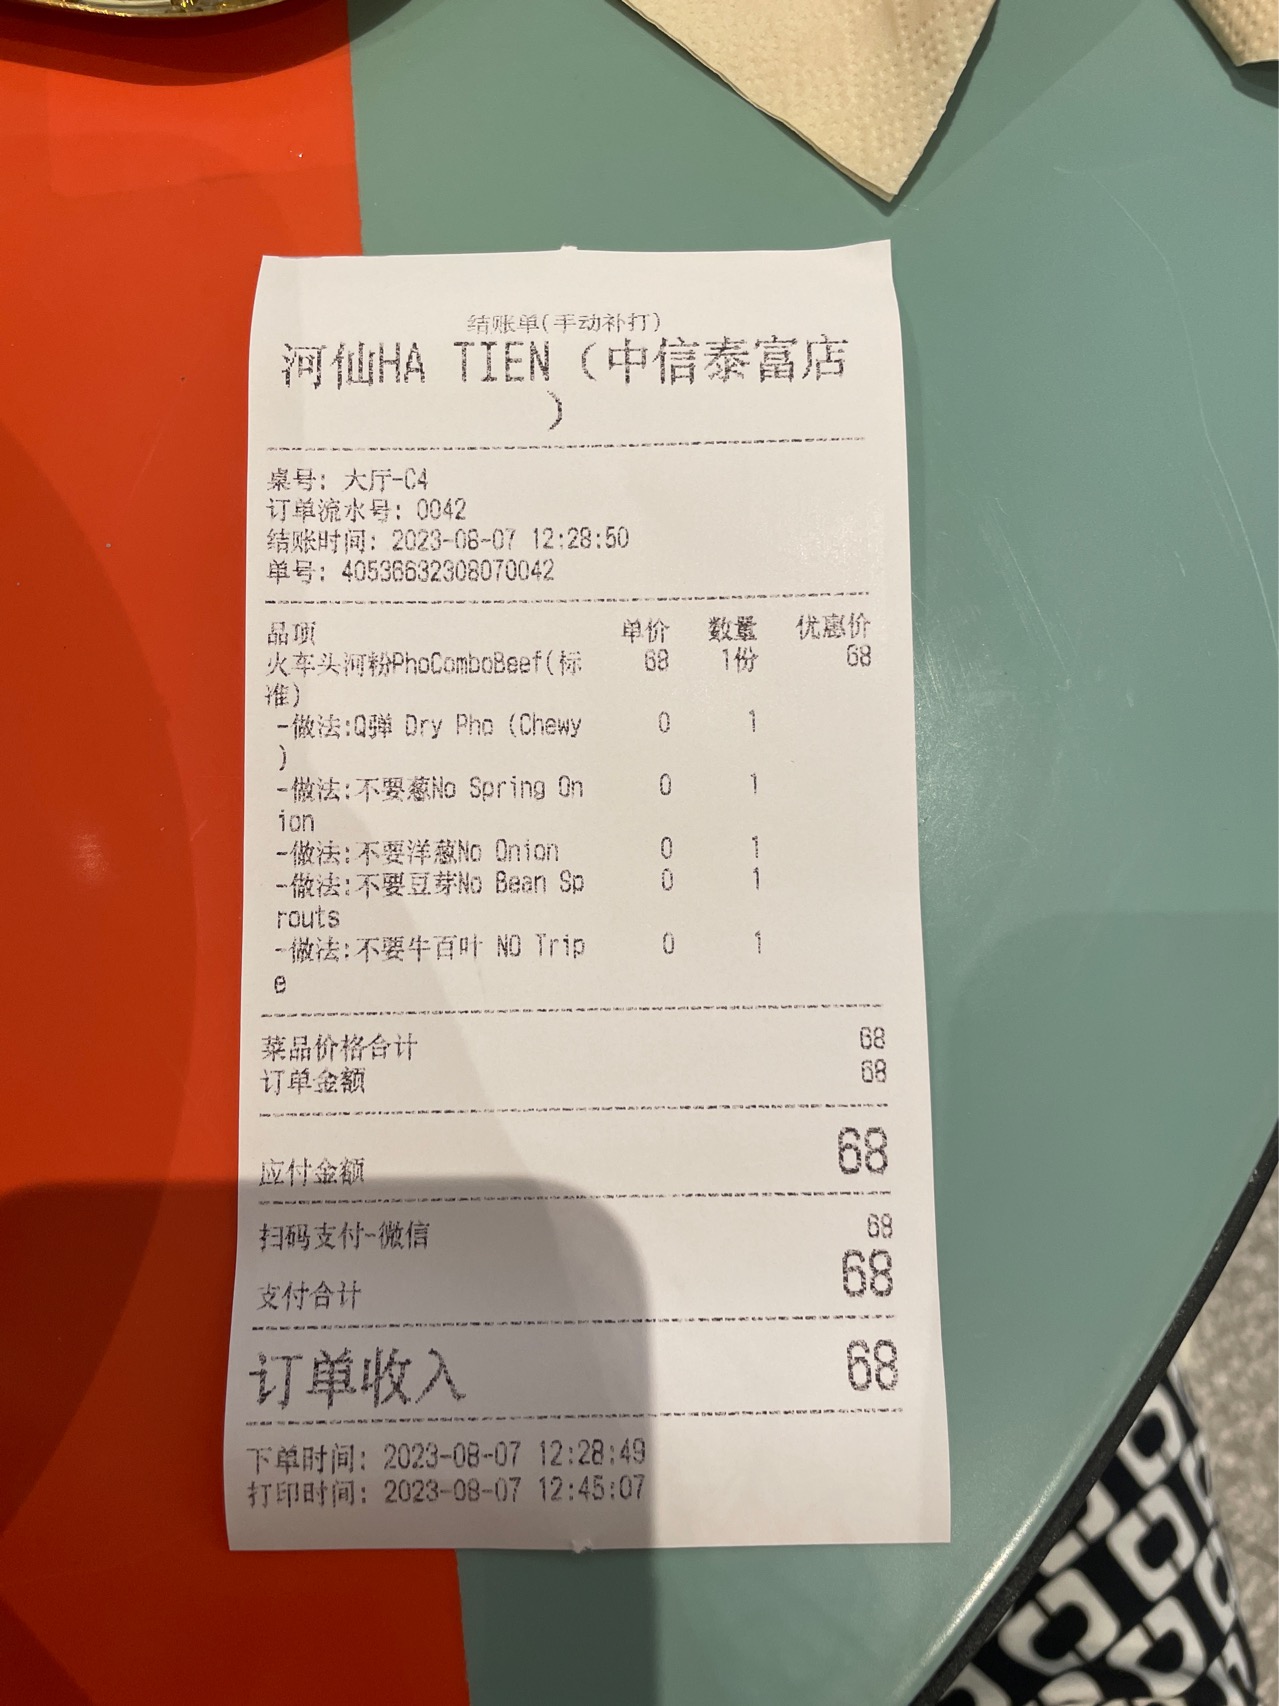 结账单(手动补打)
河仙HA TIEN (中信泰富店
)
桌号: 大厅-C4
订单流水号: 0042
结账时间: 2023-08-07 12:28:50
单号: 40536632308070042
品项 单价 数量 优惠价
火车头河粉PhoComboBeef(标 68 1份 68
准)
-做法:Q弹 Dry Pho (Chewy 0 1
)
-做法:不要葱No Spring On 0 1
ion
-做法:不要洋葱No Onion 0 1
-做法:不要豆芽No Bean Sp 0 1
routs
-做法:不要牛百叶 NO Trip 0 1
e
菜品价格合计 68
订单金额 68
应付金额 68
扫码支付-微信 68
支付合计 68
订单收入 68
下单时间: 2023-08-07 12:28:49
打印时间: 2023-08-07 12:45:07